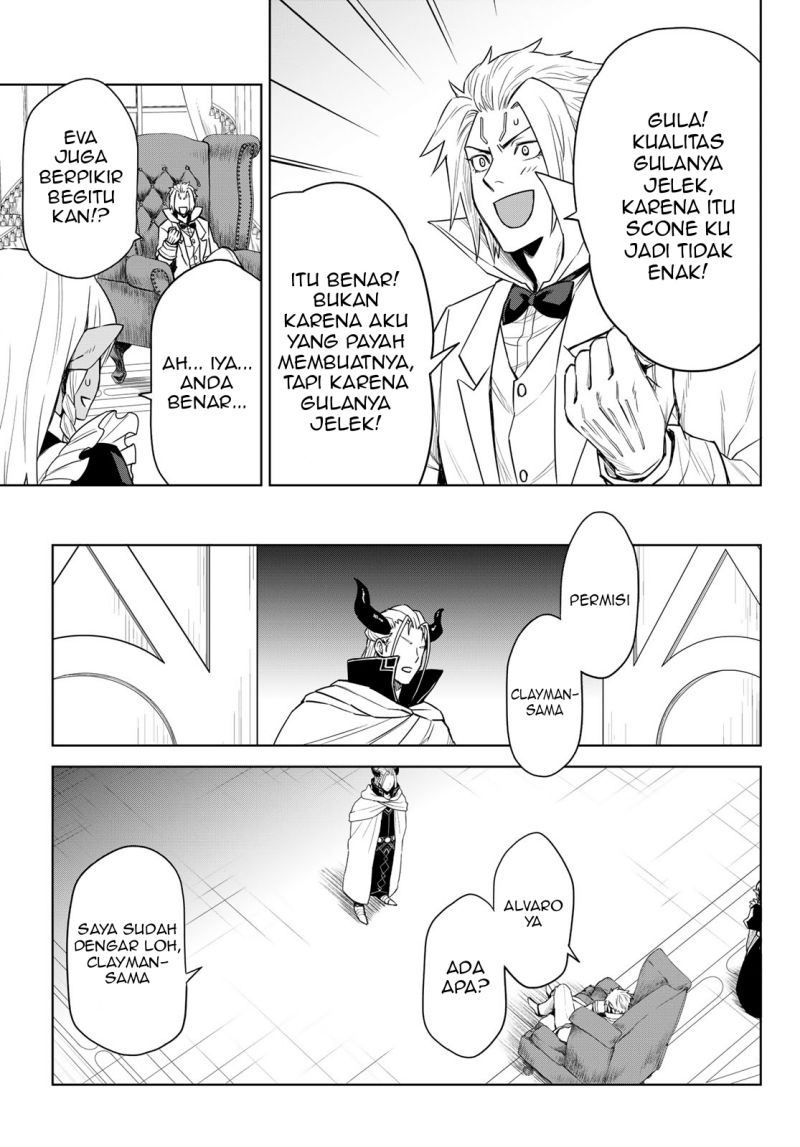 GULA!
KUALITAS
GULANYA
JELEK,
KARENA ITU
SCONE KU
JADI TIDAK
ENAK!
ITU BENAR!
BUKAN
KARENA AKU
YANG PAYAH
MEMBUATNYA,
TAPI KARENA
GULANYA
JELEK!
EVA
JUGA
BERPIKIR
BEGITU
KAN!?
AH... IYA...
ANDA
BENAR...
PERMISI
CLAYMAN-
SAMA
ALVARO
YA
ADA
APA?
SAYA SUDAH
DENGAR LOH,
CLAYMAN-
SAMA